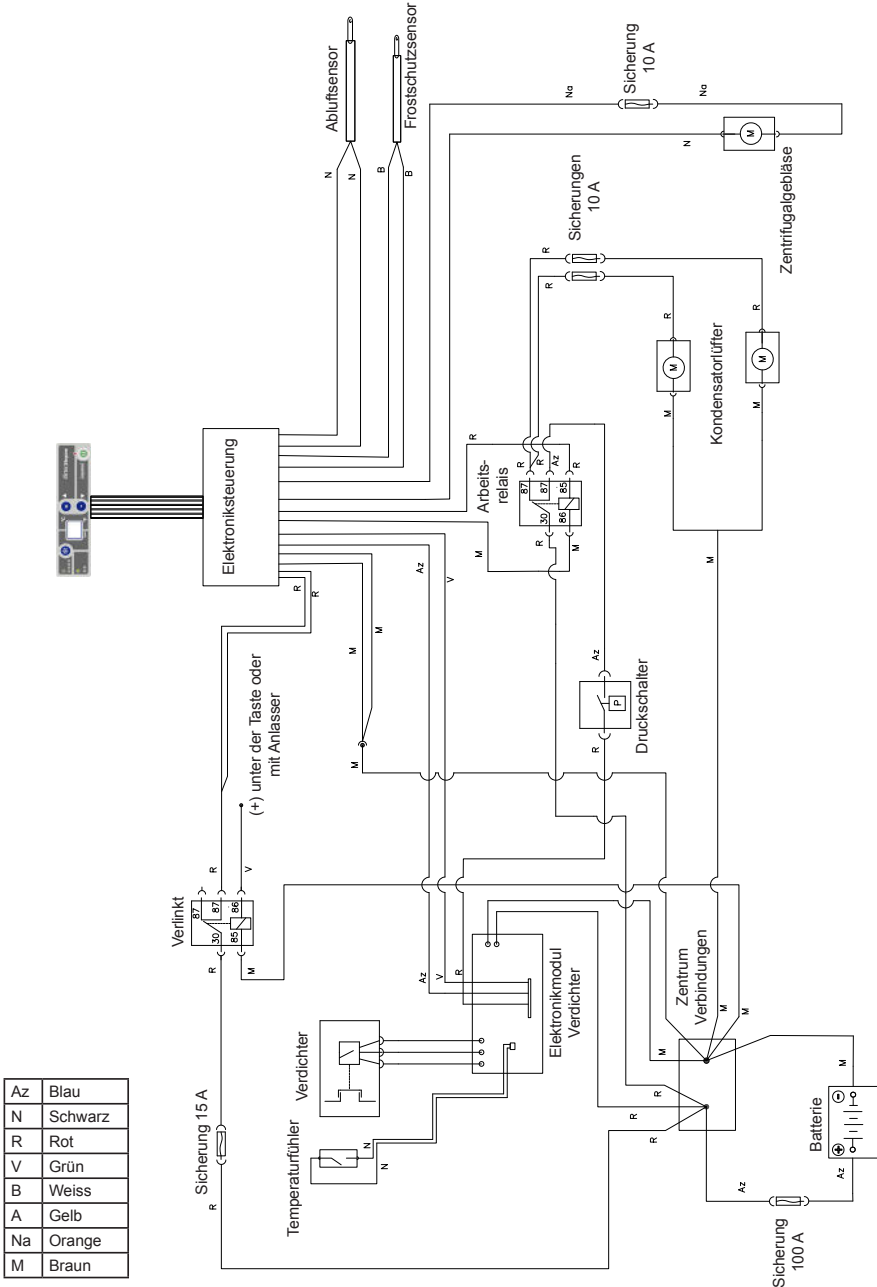 Abluftsensor
Frostschutzsensor
N
N
B
B
Na
Sicherung
10 A
Na
N
M
Zentrifugalgebläse
Sicherungen
10 A
R
R
R
R
M
M
M
M
Kondensatorlüfter
Elektroniksteuerung
R
Arbeits-
relais
R
R
Az
R
87
87
85
30
86
R
M
M
M
Az
V
R
R
M
M
M
(+) unter der Taste oder
mit Anlasser
Az
P
R
Druckschalter
Verlinkt
R
V
87
87
86
30
85
R
M
Az
V
R
Elektronikmodul
Verdichter
Verdichter
Temperaturfühler
N
N
Zentrum
Verbindungen
M
M
M
R
R
R
M
Batterie
Az
Az
Sicherung
100 A
Sicherung 15 A
R
Az Blau
N Schwarz
R Rot
V Grün
B Weiss
A Gelb
Na Orange
M Braun